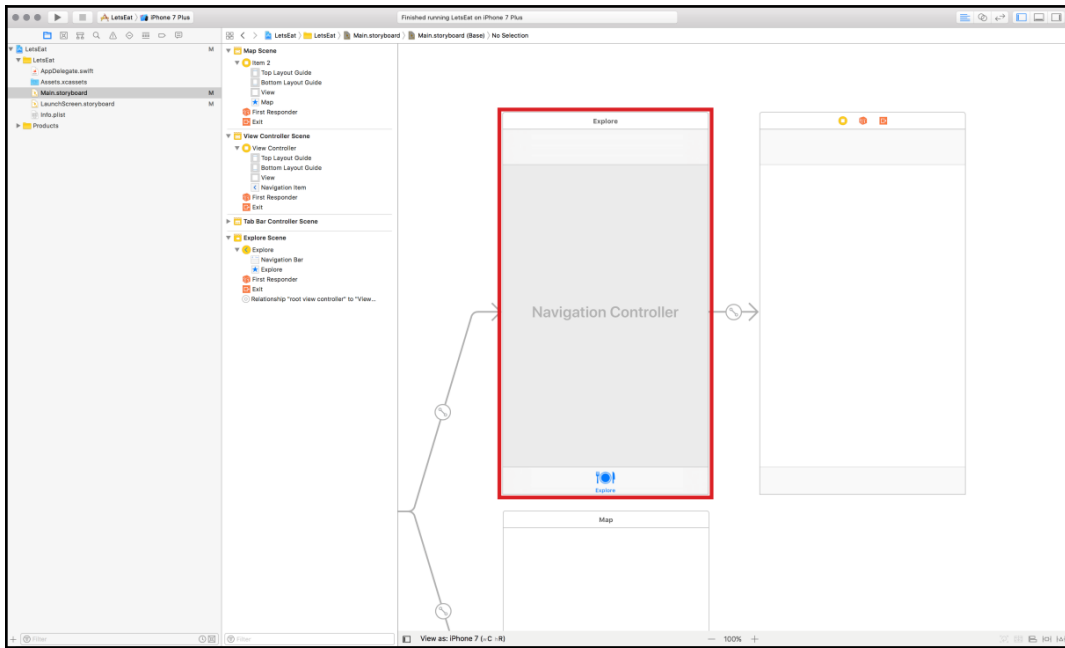 LetsEat
iPhone 7 Plus
Finished running LetsEat on iPhone 7 Plus
LetsEat
LetsEat
Main.storyboard
Main.storyboard (Base)
No Selection
LetsEat M
LetsEat
AppDelegate.swift
Assets.xcassets
Main.storyboard M
LaunchScreen.storyboard M
Info.plist
Products
Map Scene
Item 2
Top Layout Guide
Bottom Layout Guide
View
Map
First Responder
Exit
View Controller Scene
View Controller
Top Layout Guide
Bottom Layout Guide
View
Navigation Item
First Responder
Exit
Tab Bar Controller Scene
Explore Scene
Explore
Navigation Bar
Explore
First Responder
Exit
Relationship "root view controller" to "View...
Explore
Navigation Controller
Explore
Map
Filter
Filter
View as: iPhone 7 (wC hR)
100%